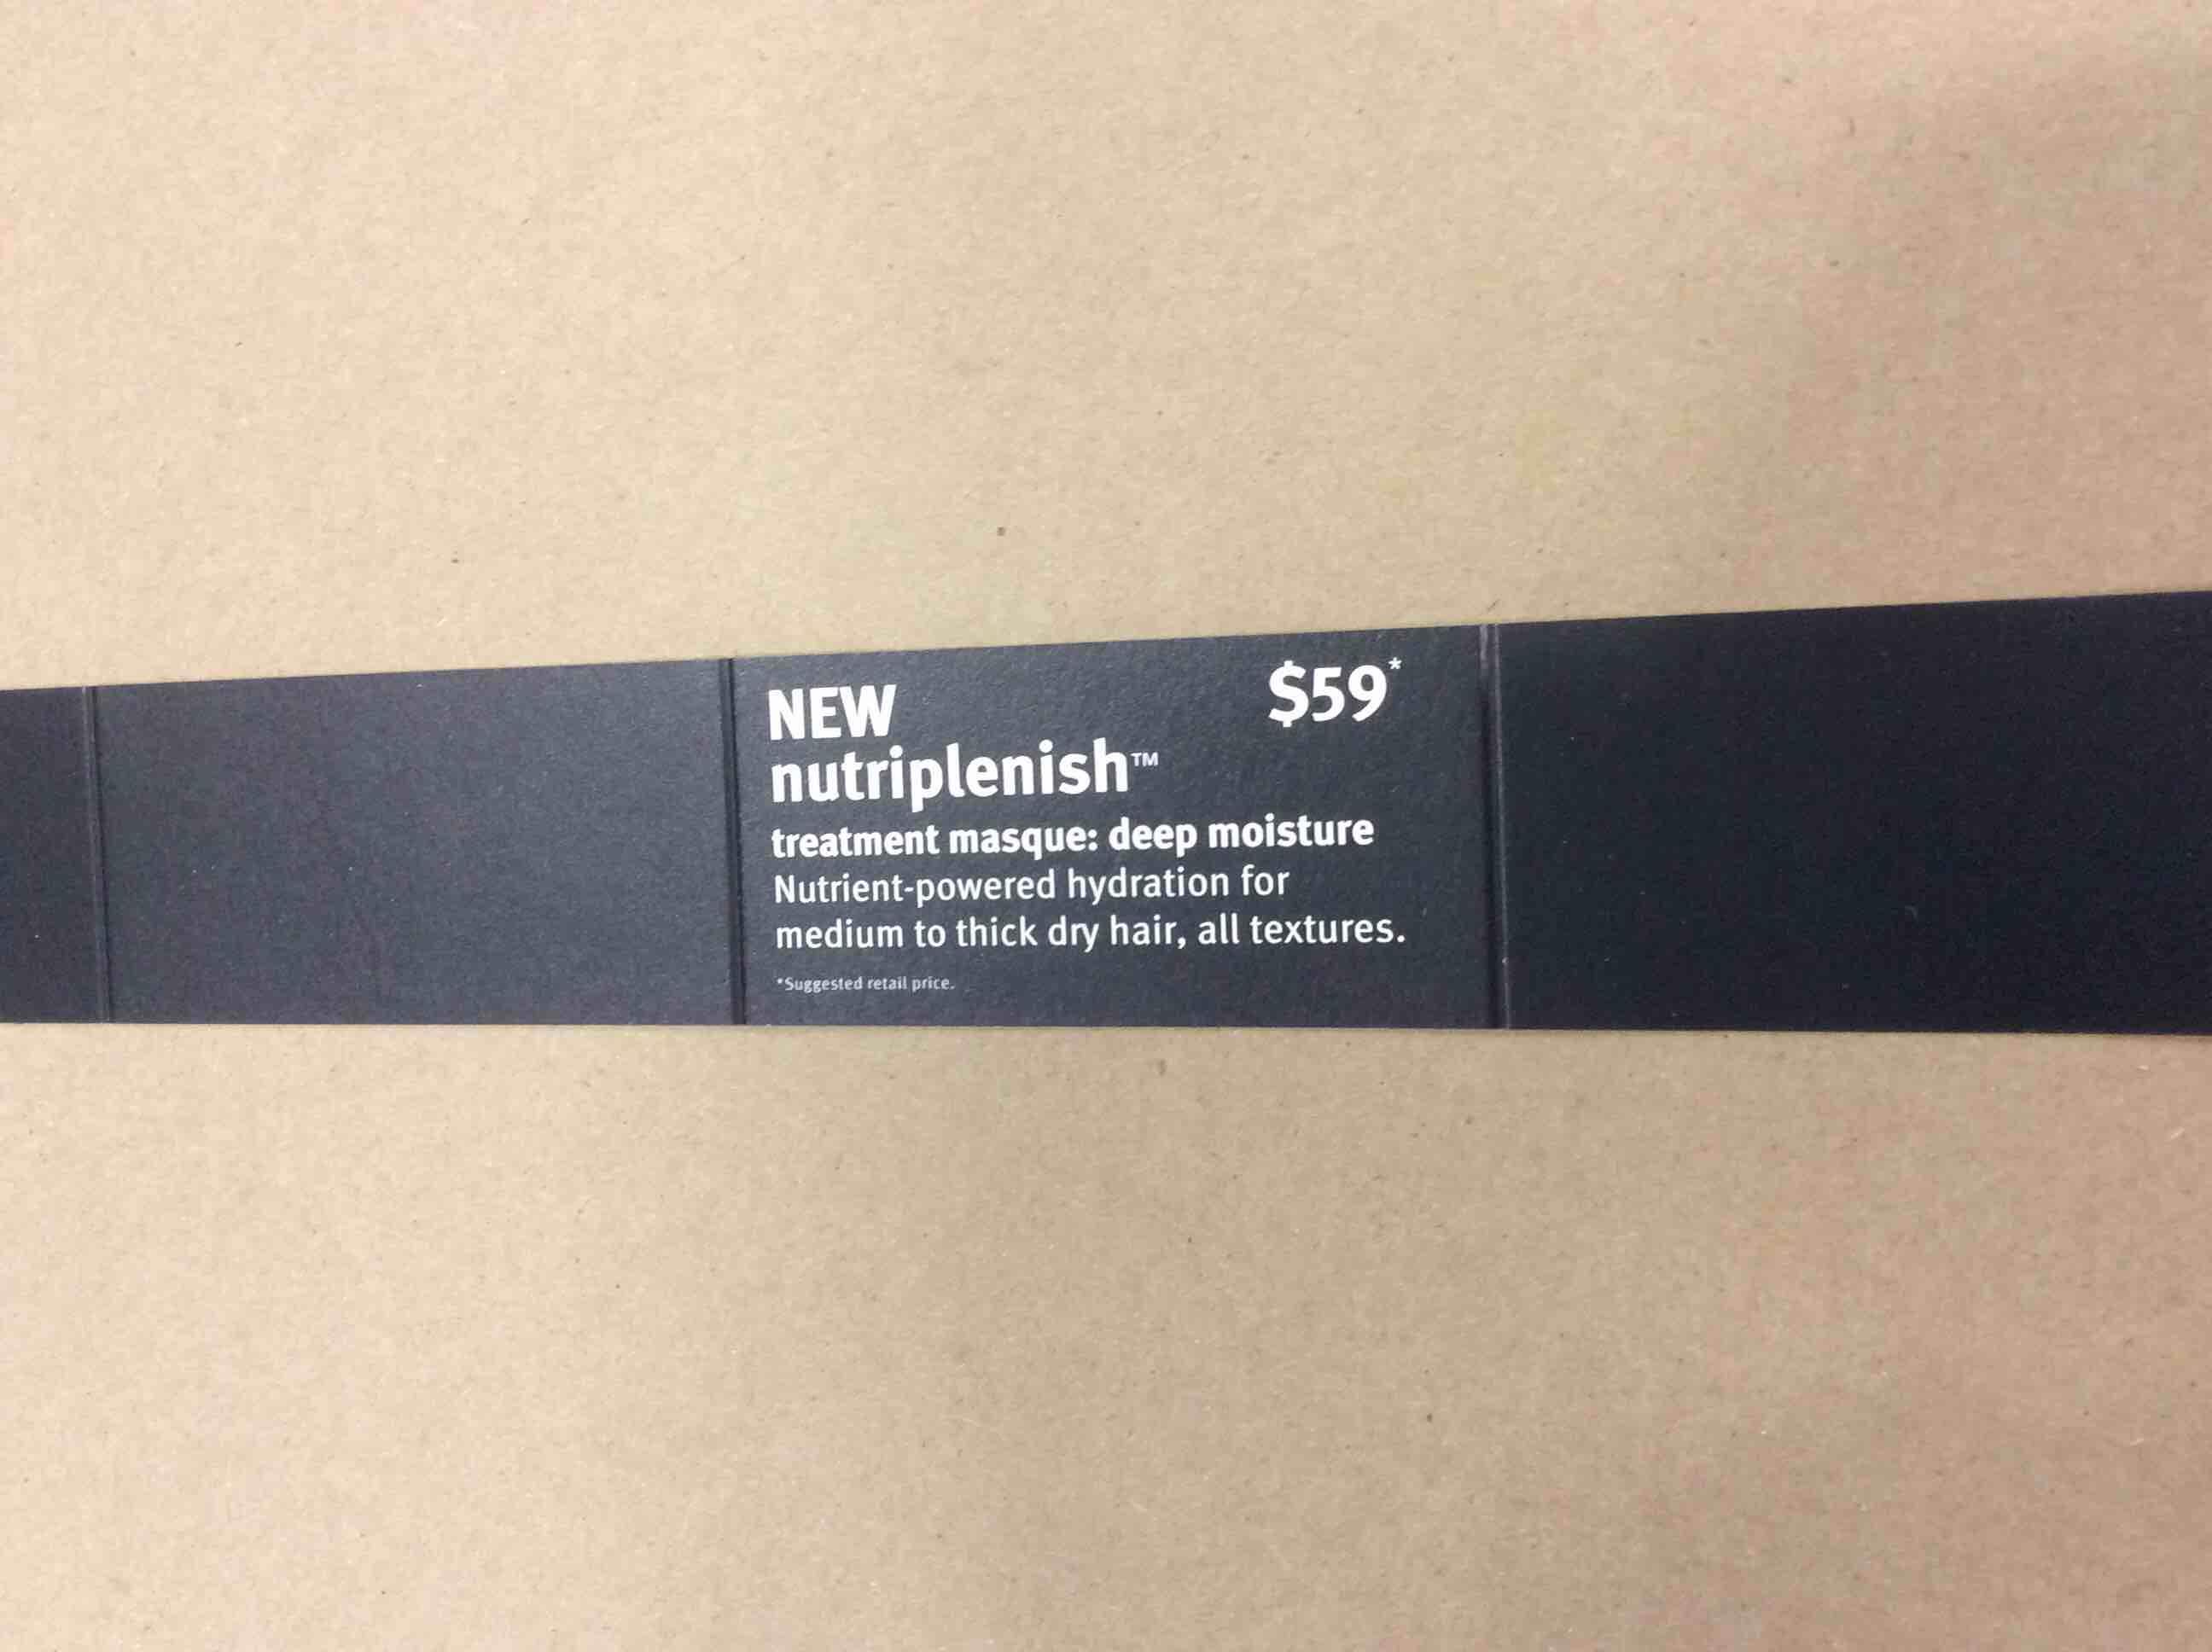 NEW
$59*
nutriplenish™
treatment masque: deep moisture
Nutrient-powered hydration for
medium to thick dry hair, all textures.
*Suggested retail price.